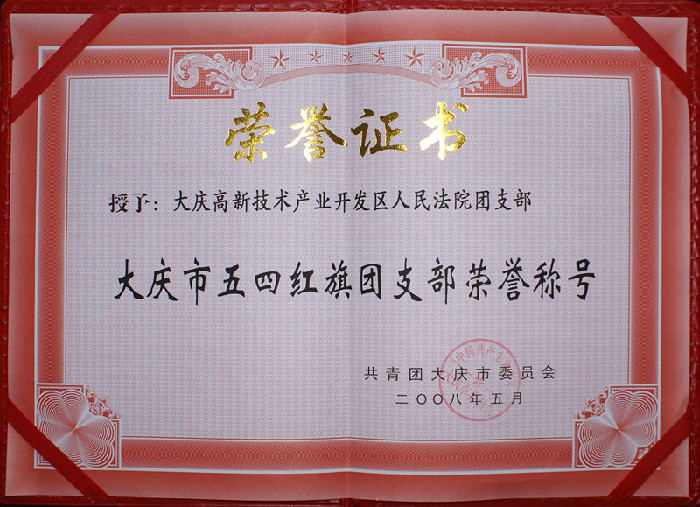 荣誉证书
授予：大庆高新技术产业开发区人民法院团支部
大庆市五四红旗团支部荣誉称号
共青团大庆市委员会
二〇〇八年五月